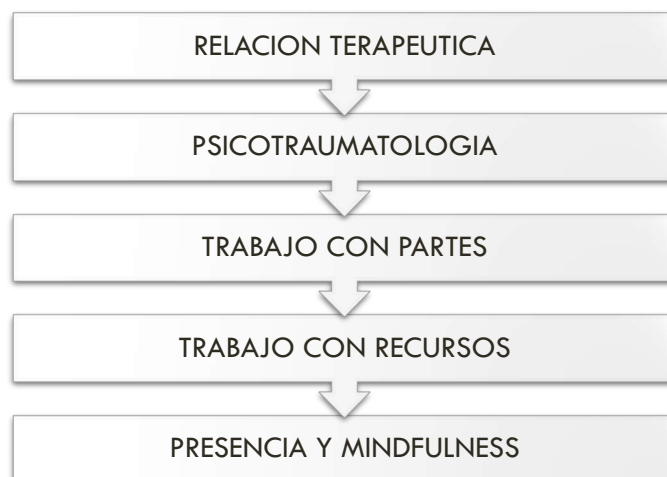 RELACION TERAPEUTICA
PSICOTRAUMATOLOGIA
TRABAJO CON PARTES
TRABAJO CON RECURSOS
PRESENCIA Y MINDFULNESS